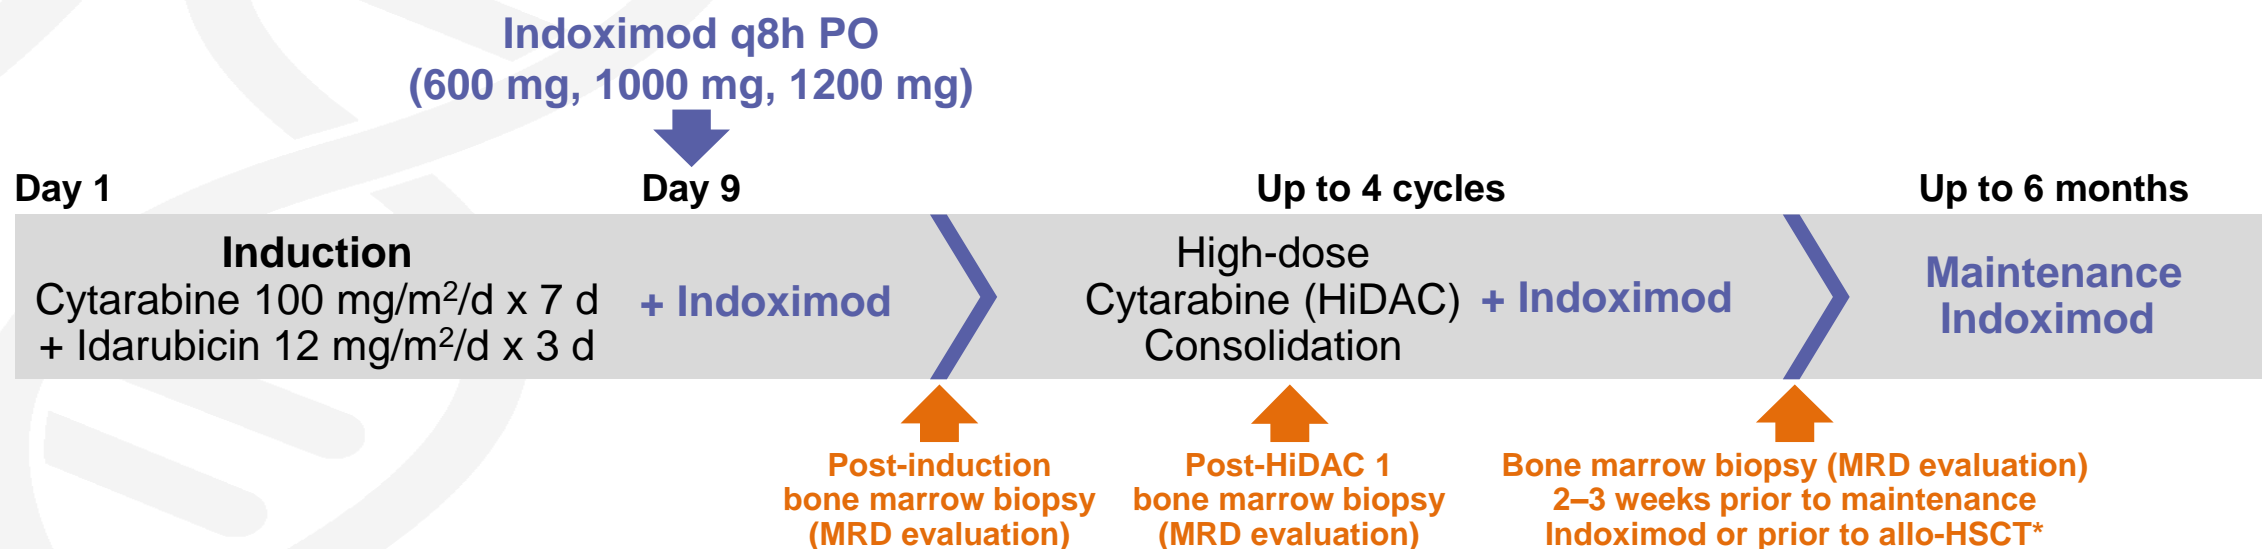 Indoximod q8h PO
(600 mg, 1000 mg, 1200 mg)
Day 1
Day 9
Up to 4 cycles
Up to 6 months
Induction
Cytarabine 100 mg/m²/d x 7 d
+ Idarubicin 12 mg/m²/d x 3 d
+ Indoximod
High-dose
Cytarabine (HiDAC)
Consolidation
+ Indoximod
Maintenance
Indoximod
Post-induction
bone marrow biopsy
(MRD evaluation)
Post-HiDAC 1
bone marrow biopsy
(MRD evaluation)
Bone marrow biopsy (MRD evaluation)
2–3 weeks prior to maintenance
Indoximod or prior to allo-HSCT*